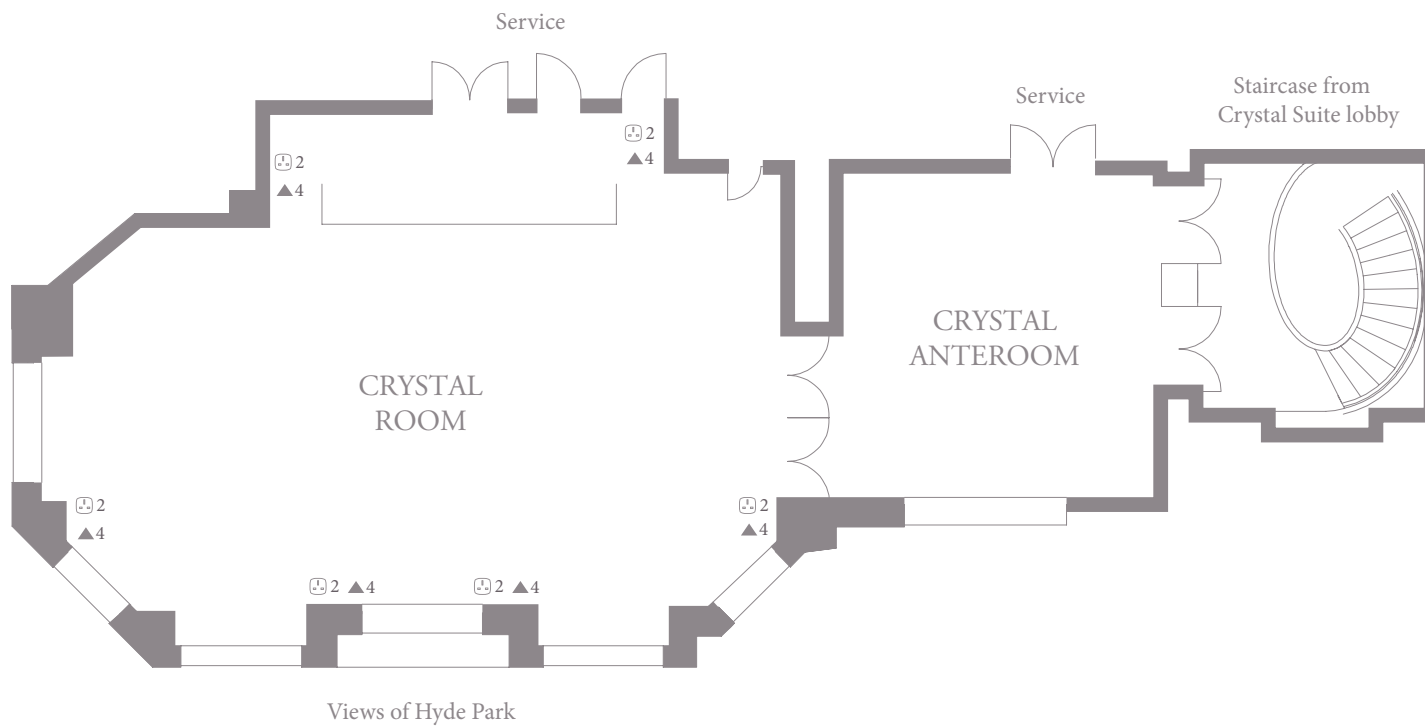 Service
Service
Staircase from
Crystal Suite lobby
2
4
2
4
CRYSTAL
ROOM
CRYSTAL
ANTEROOM
2
4
2
4
2 4
2 4
Views of Hyde Park